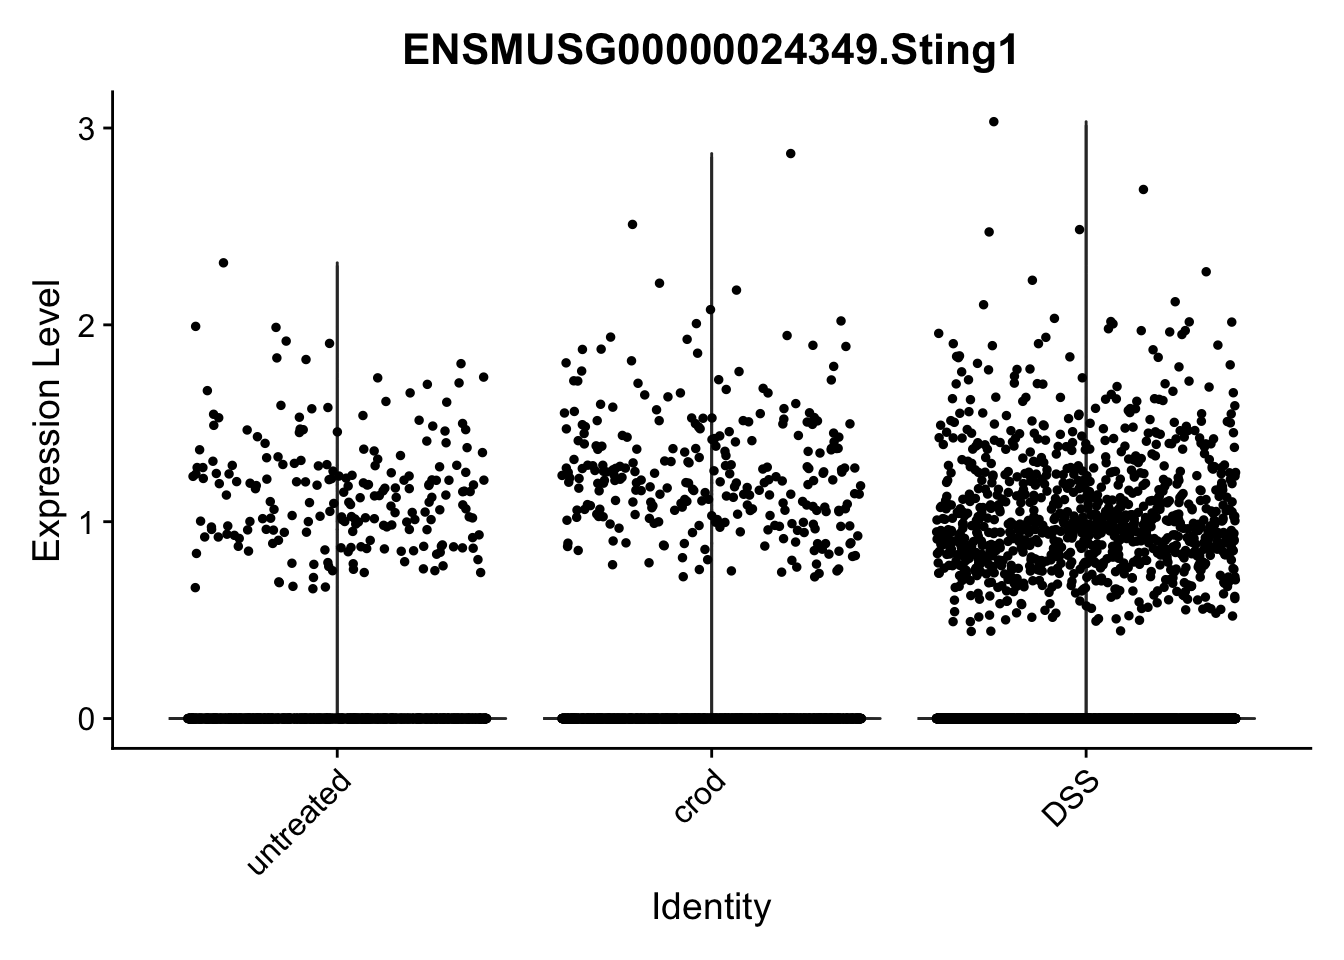 ENSMUSG00000024349.Sting1
Expression Level
3
2
1
0
untreated
crod
DSS
Identity